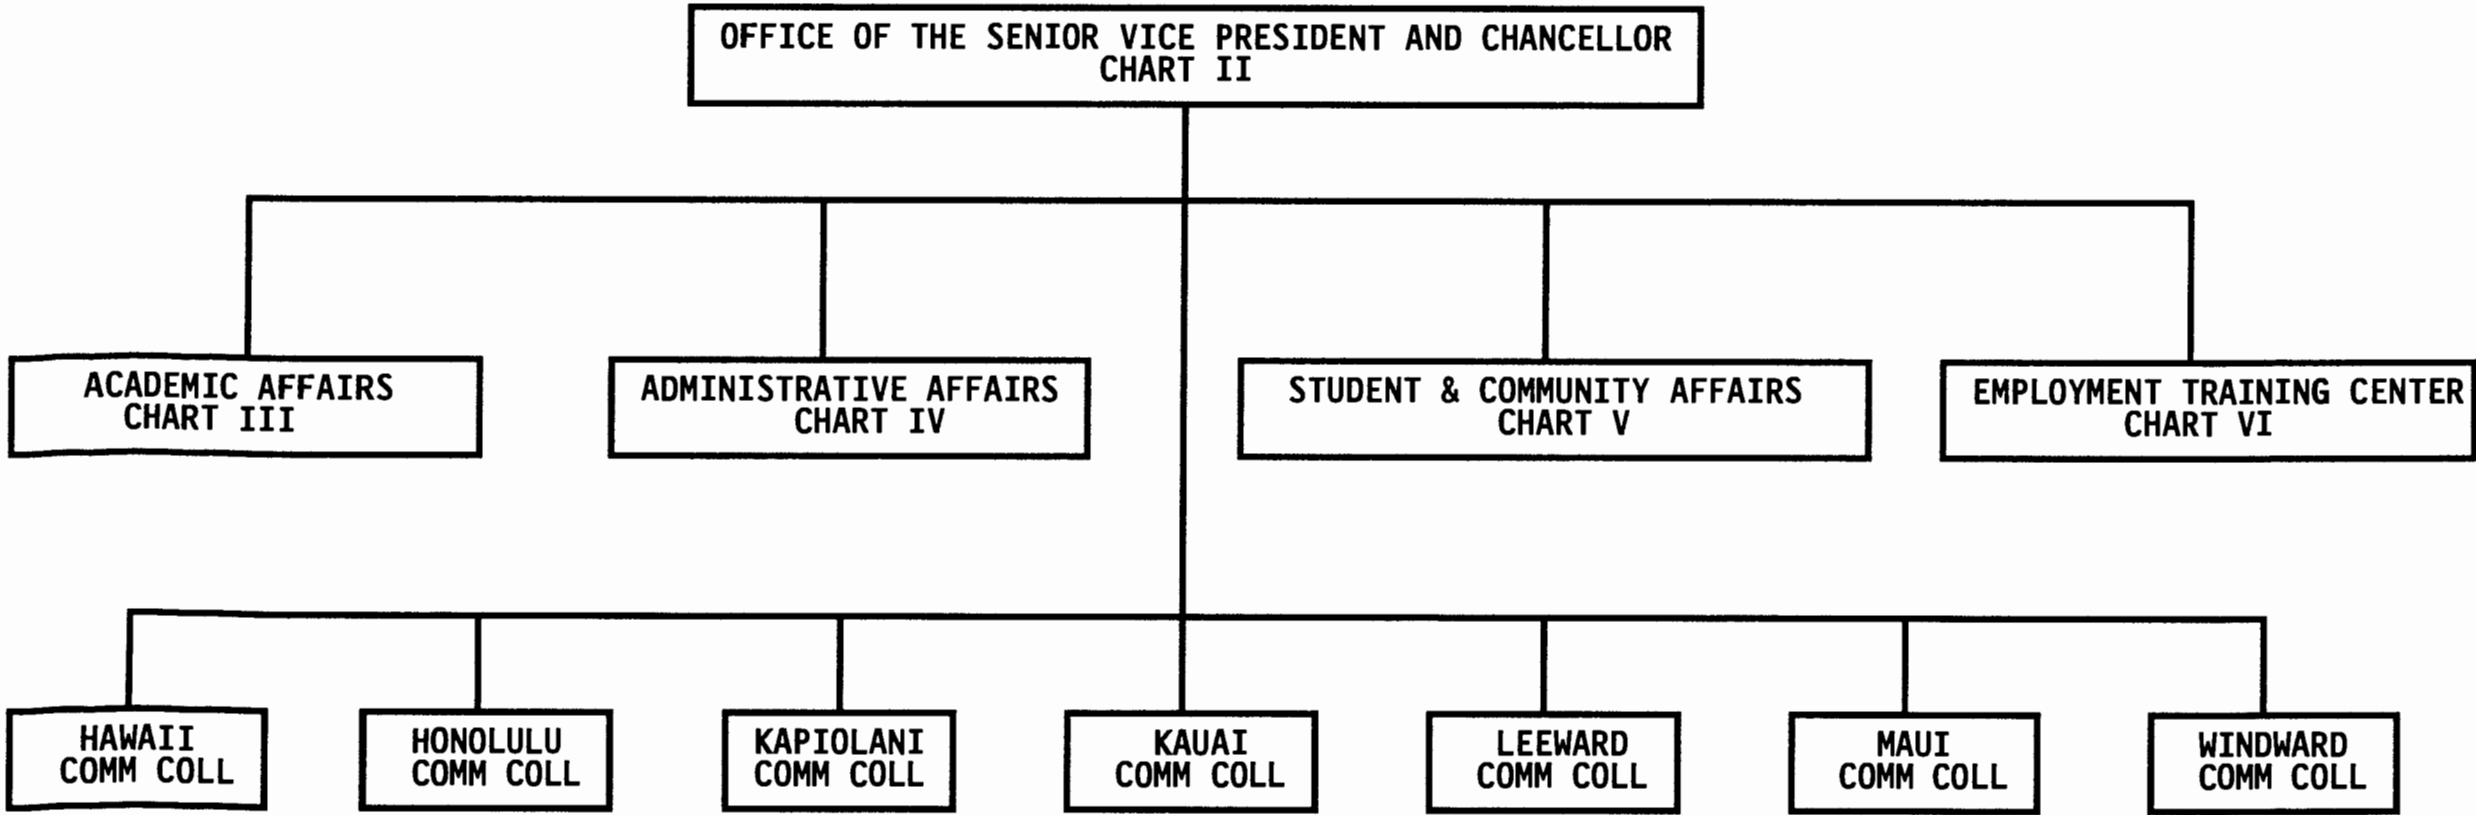 OFFICE OF THE SENIOR VICE PRESIDENT AND CHANCELLOR
CHART II
ACADEMIC AFFAIRS
CHART III
ADMINISTRATIVE AFFAIRS
CHART IV
STUDENT & COMMUNITY AFFAIRS
CHART V
EMPLOYMENT TRAINING CENTER
CHART VI
HAWAII
COMM COLL
HONOLULU
COMM COLL
KAPIOLANI
COMM COLL
KAUAI
COMM COLL
LEEWARD
COMM COLL
MAUI
COMM COLL
WINDWARD
COMM COLL